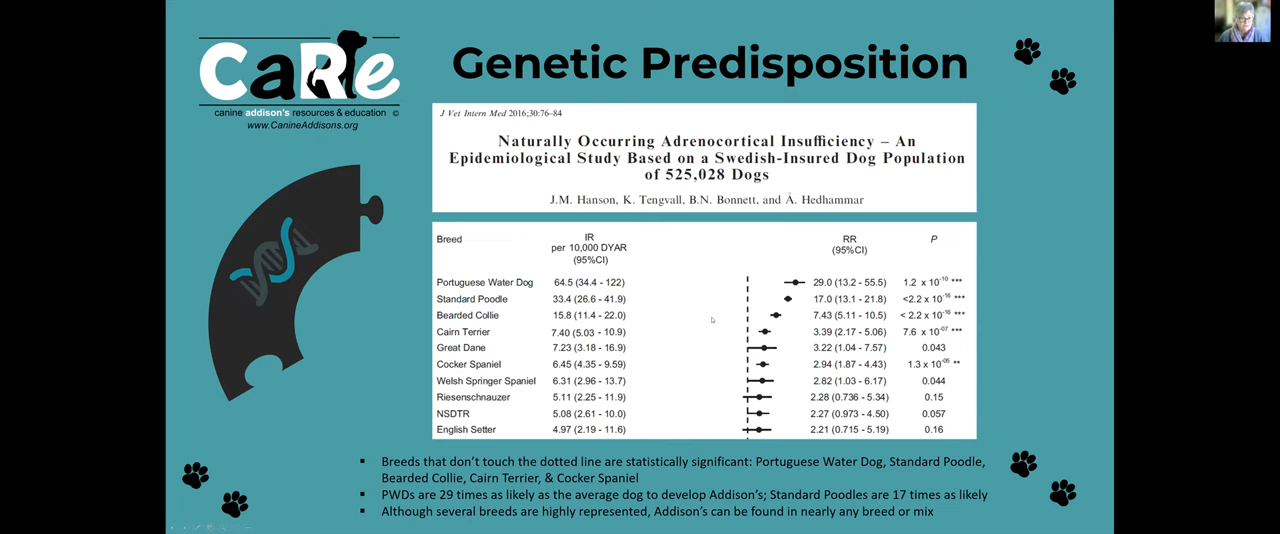 CaRe
canine addison's resources & education ©
www.CanineAddisons.org
Genetic Predisposition
J Vet Intern Med 2016;30:76–84
Naturally Occurring Adrenocortical Insufficiency – An
Epidemiological Study Based on a Swedish-Insured Dog Population
of 525,028 Dogs
J.M. Hanson, K. Tengvall, B.N. Bonnett, and Å. Hedhammar
Breed IR per 10,000 DYAR (95%CI) RR (95%CI) P
Portuguese Water Dog 64.5 (34.4 - 122) 29.0 (13.2 - 55.5) 1.2 x 10^-10 ***
Standard Poodle 33.4 (26.6 - 41.9) 17.0 (13.1 - 21.8) <2.2 x 10^-16 ***
Bearded Collie 15.8 (11.4 - 22.0) 7.43 (5.11 - 10.5) < 2.2 x 10^-16 ***
Cairn Terrier 7.40 (5.03 - 10.9) 3.39 (2.17 - 5.06) 7.6 x 10^-07 ***
Great Dane 7.23 (3.18 - 16.9) 3.22 (1.04 - 7.57) 0.043
Cocker Spaniel 6.45 (4.35 - 9.59) 2.94 (1.87 - 4.43) 1.3 x 10^-05 **
Welsh Springer Spaniel 6.31 (2.96 - 13.7) 2.82 (1.03 - 6.17) 0.044
Riesenschnauzer 5.11 (2.25 - 11.9) 2.28 (0.736 - 5.34) 0.15
NSDTR 5.08 (2.61 - 10.0) 2.27 (0.973 - 4.50) 0.057
English Setter 4.97 (2.19 - 11.6) 2.21 (0.715 - 5.19) 0.16
▪ Breeds that don't touch the dotted line are statistically significant: Portuguese Water Dog, Standard Poodle,
Bearded Collie, Cairn Terrier, & Cocker Spaniel
▪ PWDs are 29 times as likely as the average dog to develop Addison's; Standard Poodles are 17 times as likely
▪ Although several breeds are highly represented, Addison's can be found in nearly any breed or mix